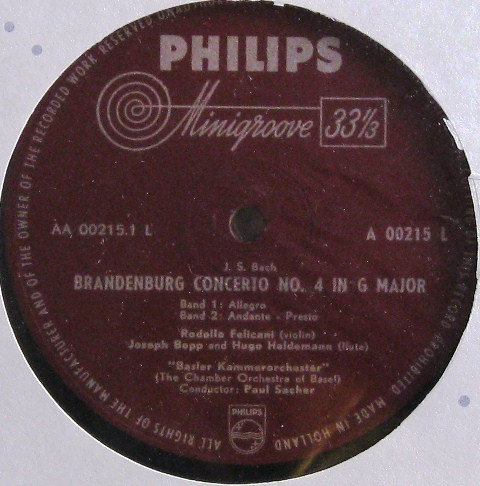 PHILIPS
Minigroove 33⅓
AA 00215.1 L
A 00215 L
J. S. Bach
BRANDENBURG CONCERTO NO. 4 IN G MAJOR
Band 1: Allegro
Band 2: Andante - Presto
Rodolfo Felicani (violin)
Joseph Bopp and Hugo Haldemann (flute)
"Basler Kammerorchester"
(The Chamber Orchestra of Basel)
Conductor: Paul Sacher
PHILIPS
ALL RIGHTS OF THE MANUFACTURER AND OF THE OWNER OF THE RECORDED WORK RESERVED
PROHIBITED MADE IN HOLLAND